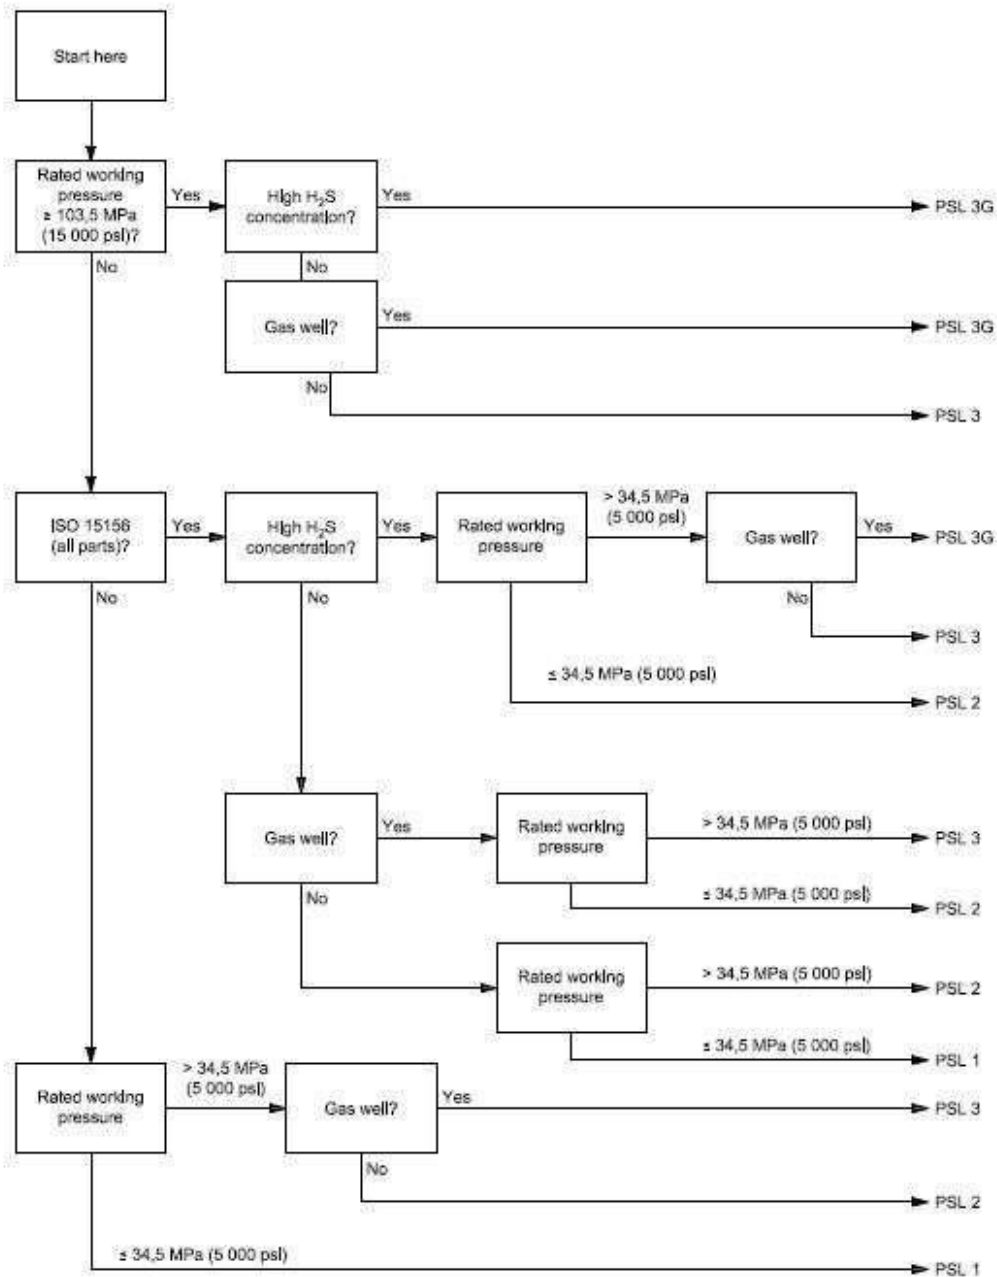 Start here
Rated working
pressure
≥ 103,5 MPa
(15 000 psi)?
Yes
High H₂S
concentration?
Yes
PSL 3G
No
No
Gas well?
Yes
PSL 3G
No
PSL 3
ISO 15156
(all parts)?
Yes
High H₂S
concentration?
Yes
Rated working
pressure
> 34,5 MPa
(5 000 psi)
Gas well?
Yes
PSL 3G
No
No
No
PSL 3
≤ 34,5 MPa (5 000 psi)
PSL 2
Gas well?
Yes
Rated working
pressure
> 34,5 MPa (5 000 psi)
PSL 3
No
≤ 34,5 MPa (5 000 psi)
PSL 2
Rated working
pressure
> 34,5 MPa (5 000 psi)
PSL 2
≤ 34,5 MPa (5 000 psi)
PSL 1
Rated working
pressure
> 34,5 MPa
(5 000 psi)
Gas well?
Yes
PSL 3
No
PSL 2
≤ 34,5 MPa (5 000 psi)
PSL 1